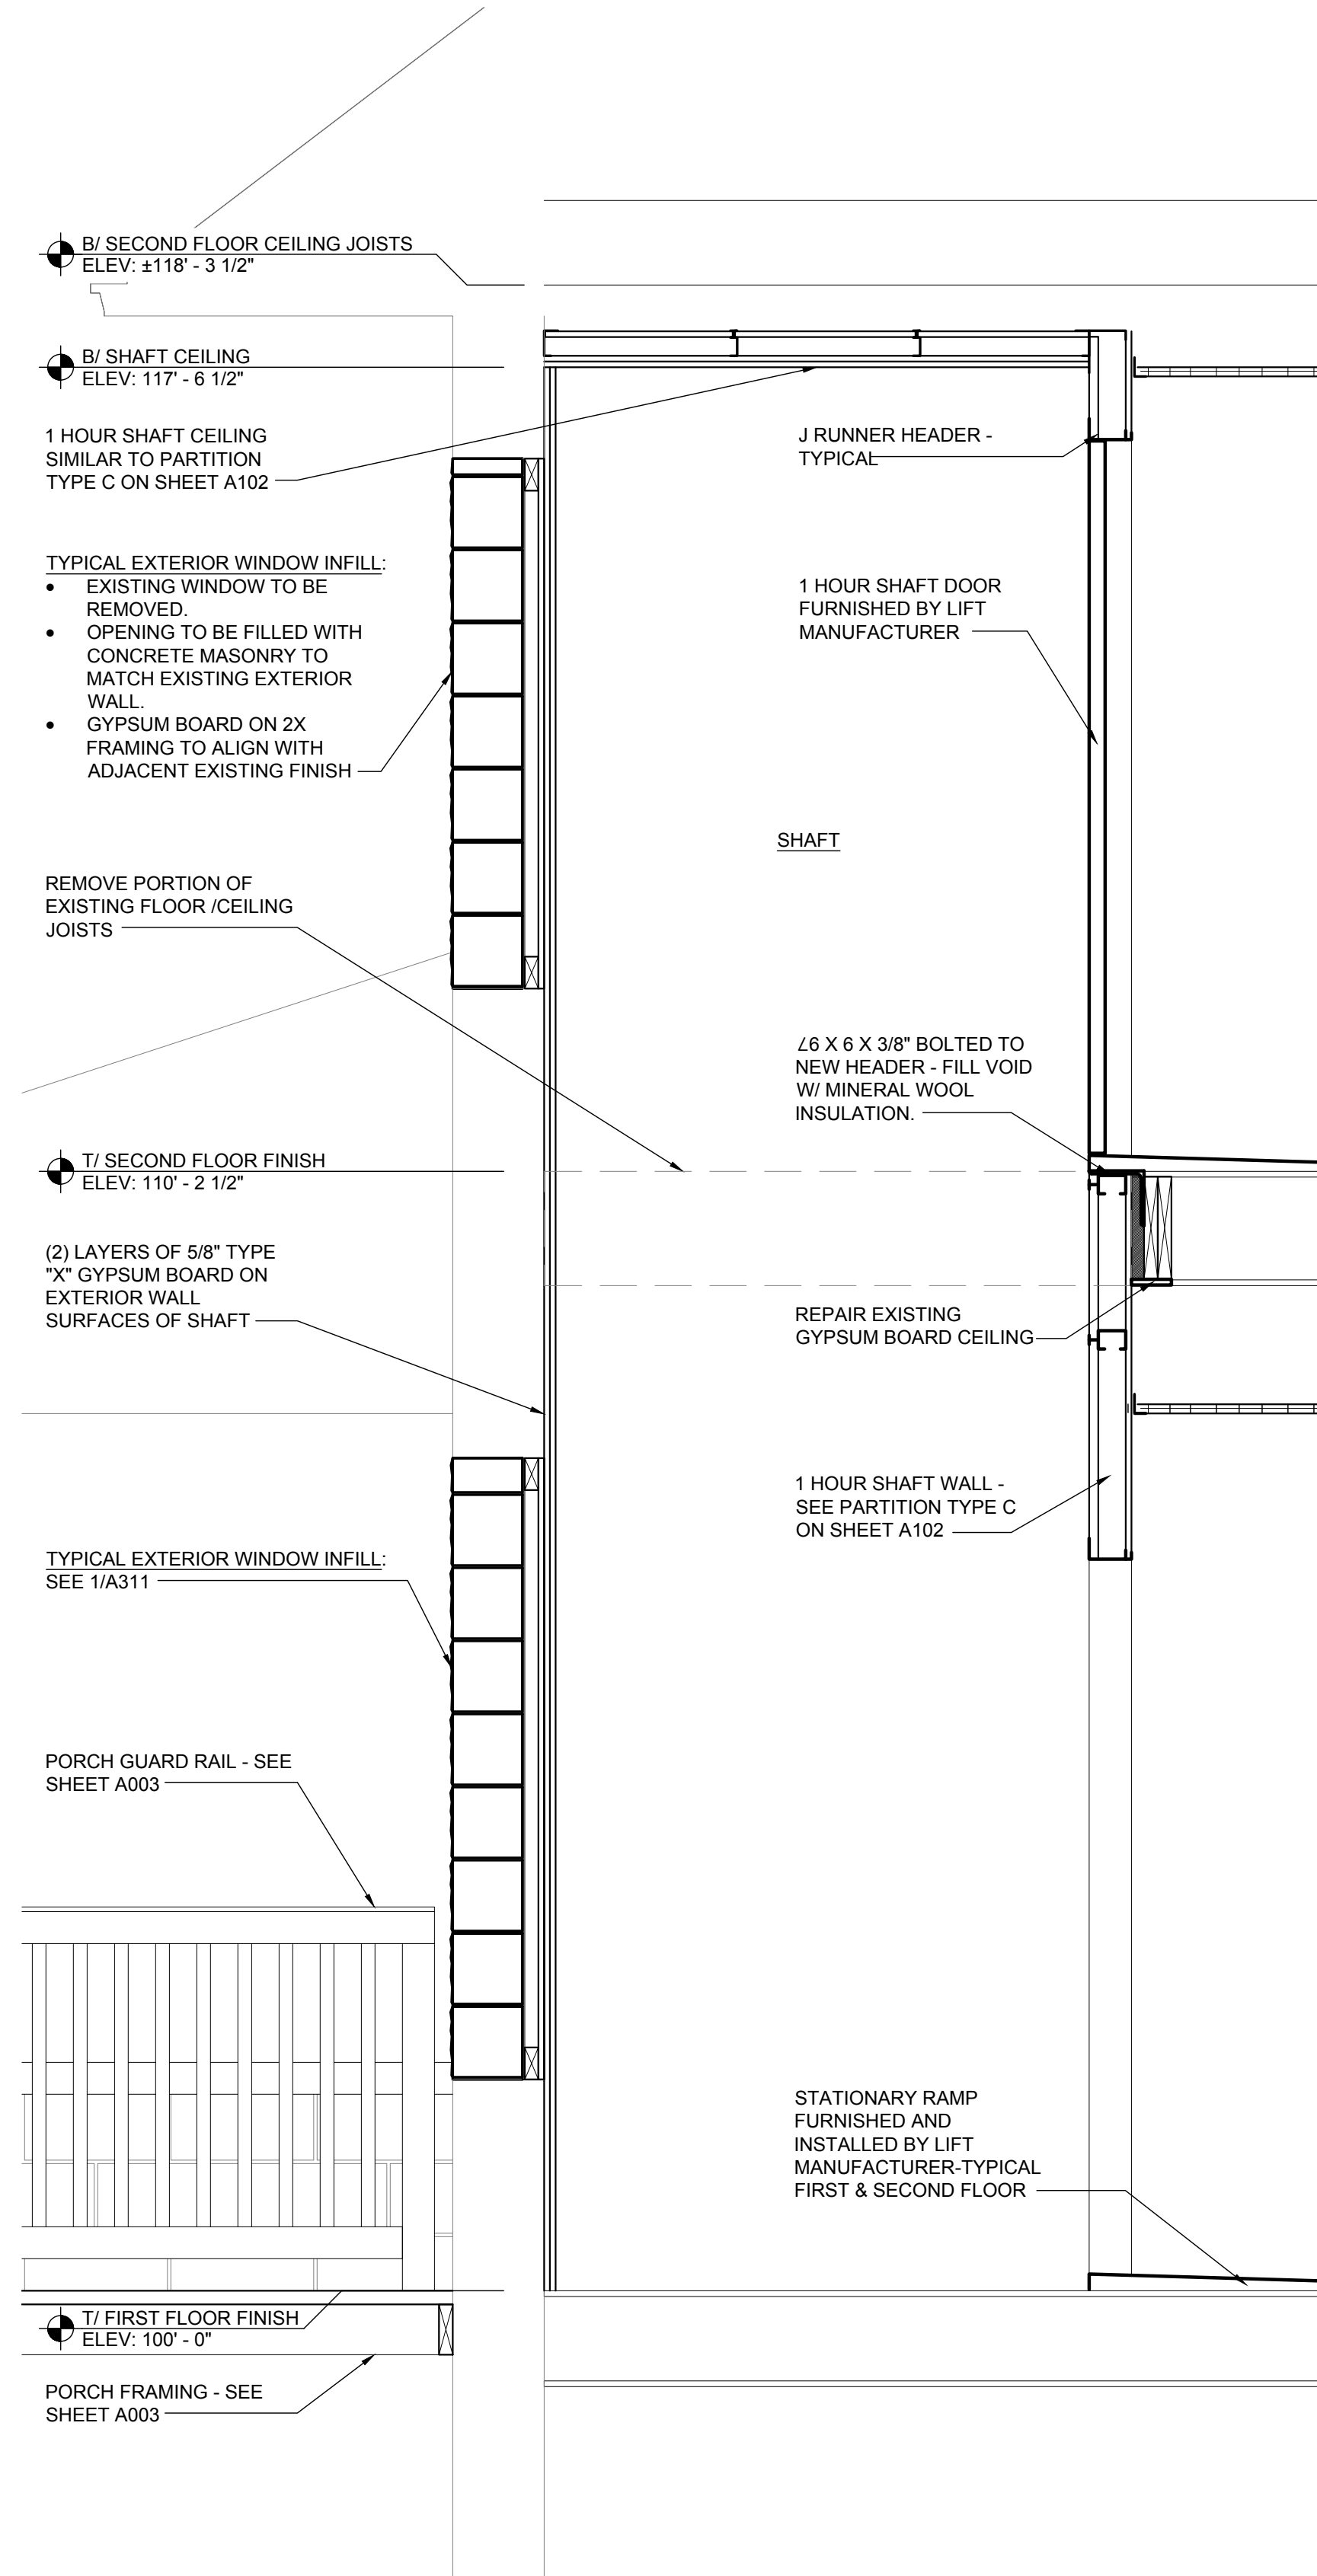 B/ SECOND FLOOR CEILING JOISTS
ELEV: ±118' - 3 1/2"
B/ SHAFT CEILING
ELEV: 117' - 6 1/2"
1 HOUR SHAFT CEILING
SIMILAR TO PARTITION
TYPE C ON SHEET A102
TYPICAL EXTERIOR WINDOW INFILL:
• EXISTING WINDOW TO BE
REMOVED.
• OPENING TO BE FILLED WITH
CONCRETE MASONRY TO
MATCH EXISTING EXTERIOR
WALL.
• GYPSUM BOARD ON 2X
FRAMING TO ALIGN WITH
ADJACENT EXISTING FINISH
REMOVE PORTION OF
EXISTING FLOOR /CEILING
JOISTS
T/ SECOND FLOOR FINISH
ELEV: 110' - 2 1/2"
(2) LAYERS OF 5/8" TYPE
"X" GYPSUM BOARD ON
EXTERIOR WALL
SURFACES OF SHAFT
TYPICAL EXTERIOR WINDOW INFILL:
SEE 1/A311
PORCH GUARD RAIL - SEE
SHEET A003
T/ FIRST FLOOR FINISH
ELEV: 100' - 0"
PORCH FRAMING - SEE
SHEET A003
J RUNNER HEADER -
TYPICAL
1 HOUR SHAFT DOOR
FURNISHED BY LIFT
MANUFACTURER
SHAFT
∠6 X 6 X 3/8" BOLTED TO
NEW HEADER - FILL VOID
W/ MINERAL WOOL
INSULATION.
REPAIR EXISTING
GYPSUM BOARD CEILING
1 HOUR SHAFT WALL -
SEE PARTITION TYPE C
ON SHEET A102
STATIONARY RAMP
FURNISHED AND
INSTALLED BY LIFT
MANUFACTURER-TYPICAL
FIRST & SECOND FLOOR